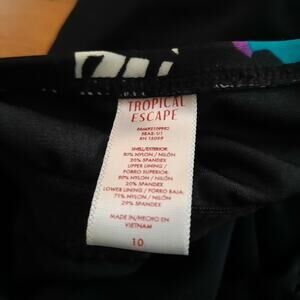 TROPICAL
ESCAPE
SHELL/EXTERIOR:
80% NYLON / NILÓN
20% SPANDEX
UPPER LINING /
FORRO SUPERIOR:
80% NYLON / NILÓN
20% SPANDEX
LOWER LINING / FORRO BAJA:
71% NYLON / NILÓN
29% SPANDEX
MADE IN/HECHO EN
VIETNAM
10